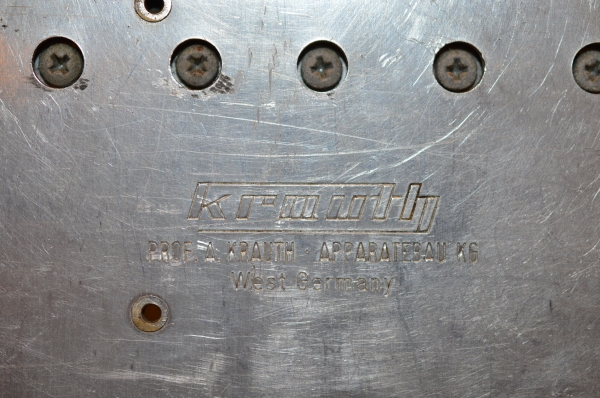 krauth
PROF. A. KRAUTH · APPARATEBAU KG
West Germany